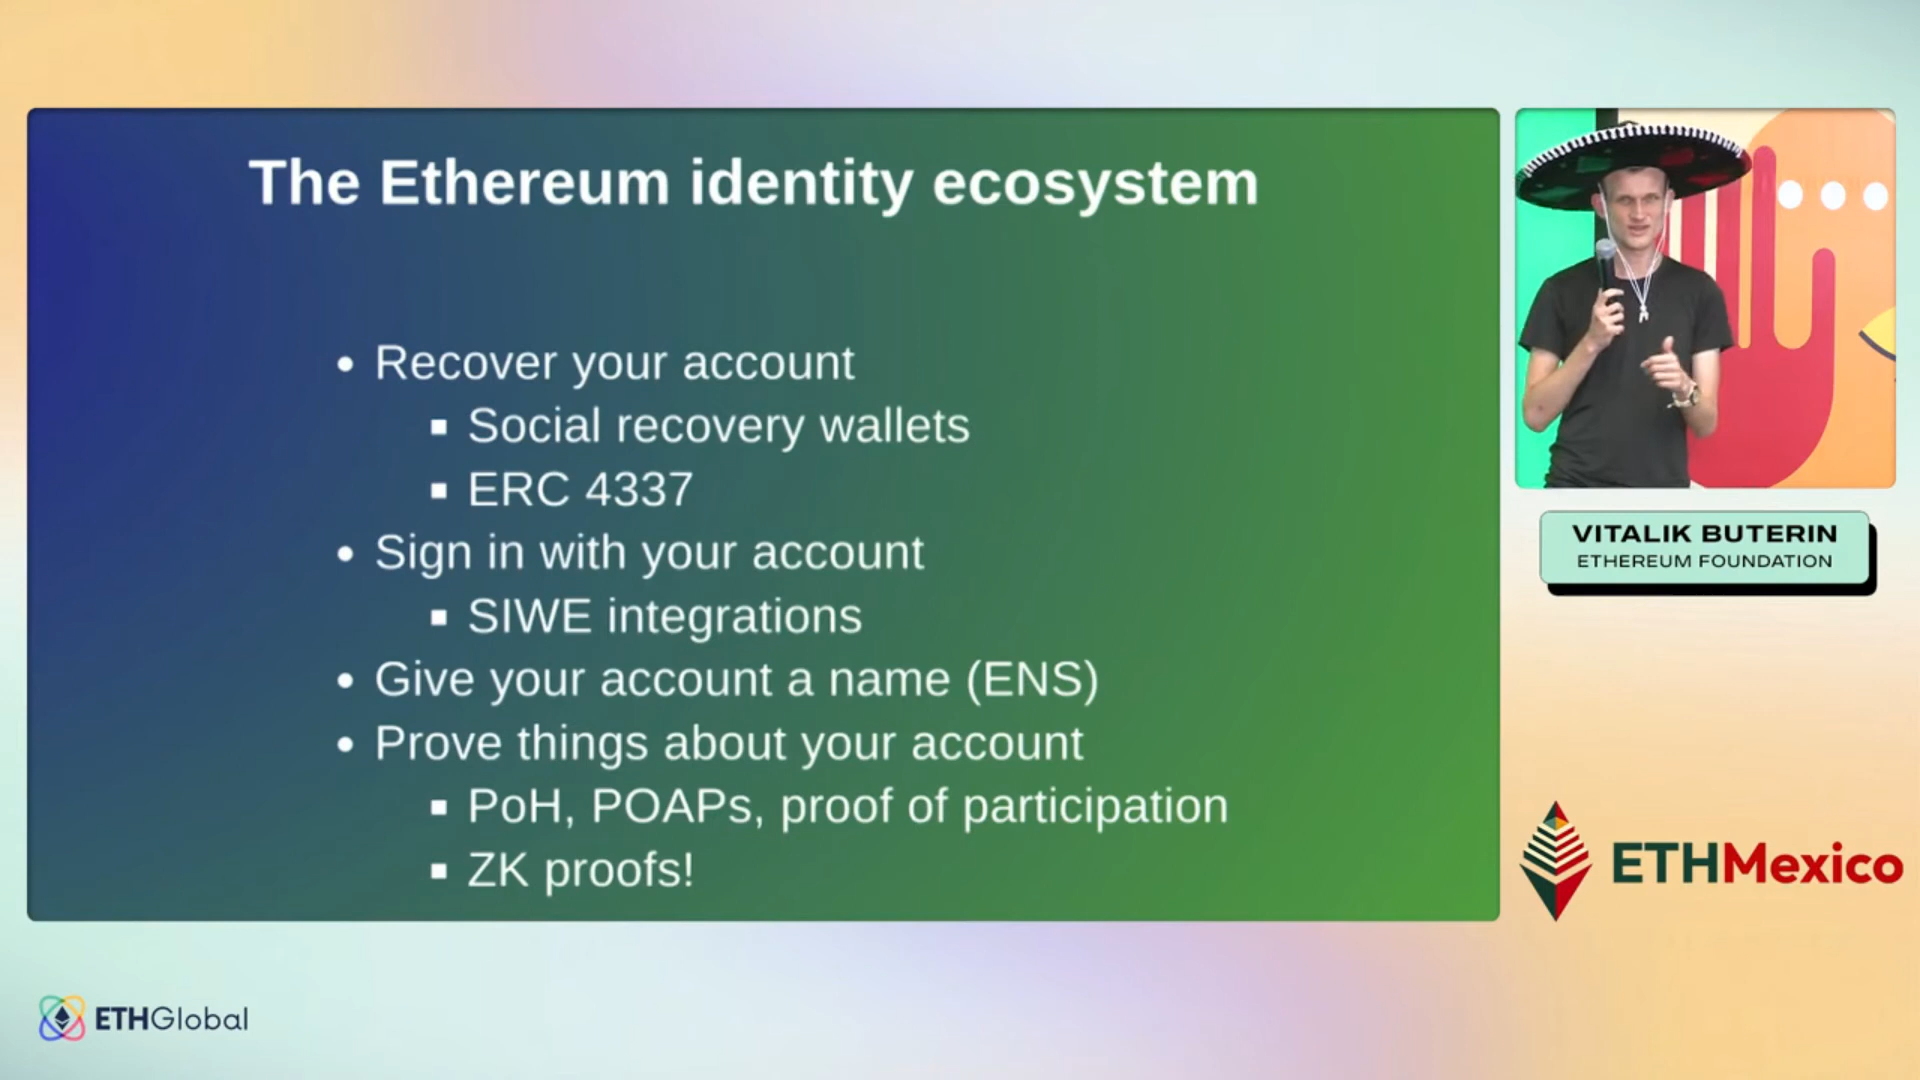 The Ethereum identity ecosystem
• Recover your account
▪ Social recovery wallets
▪ ERC 4337
• Sign in with your account
▪ SIWE integrations
• Give your account a name (ENS)
• Prove things about your account
▪ PoH, POAPs, proof of participation
▪ ZK proofs!
VITALIK BUTERIN
ETHEREUM FOUNDATION
ETHMexico
ETHGlobal